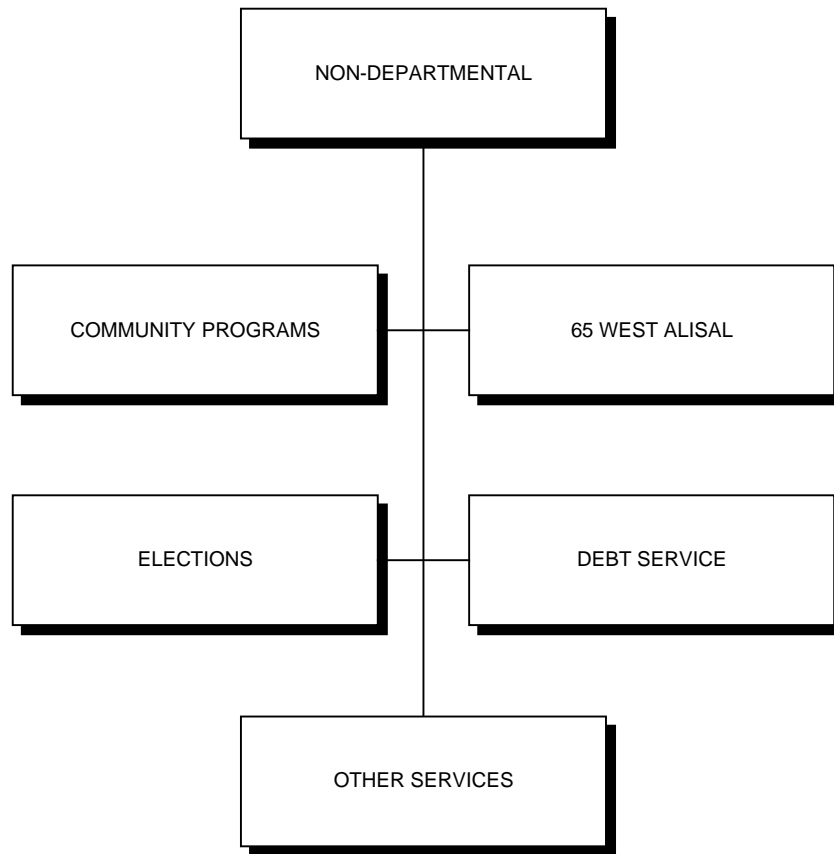 NON-DEPARTMENTAL
COMMUNITY PROGRAMS
65 WEST ALISAL
ELECTIONS
DEBT SERVICE
OTHER SERVICES